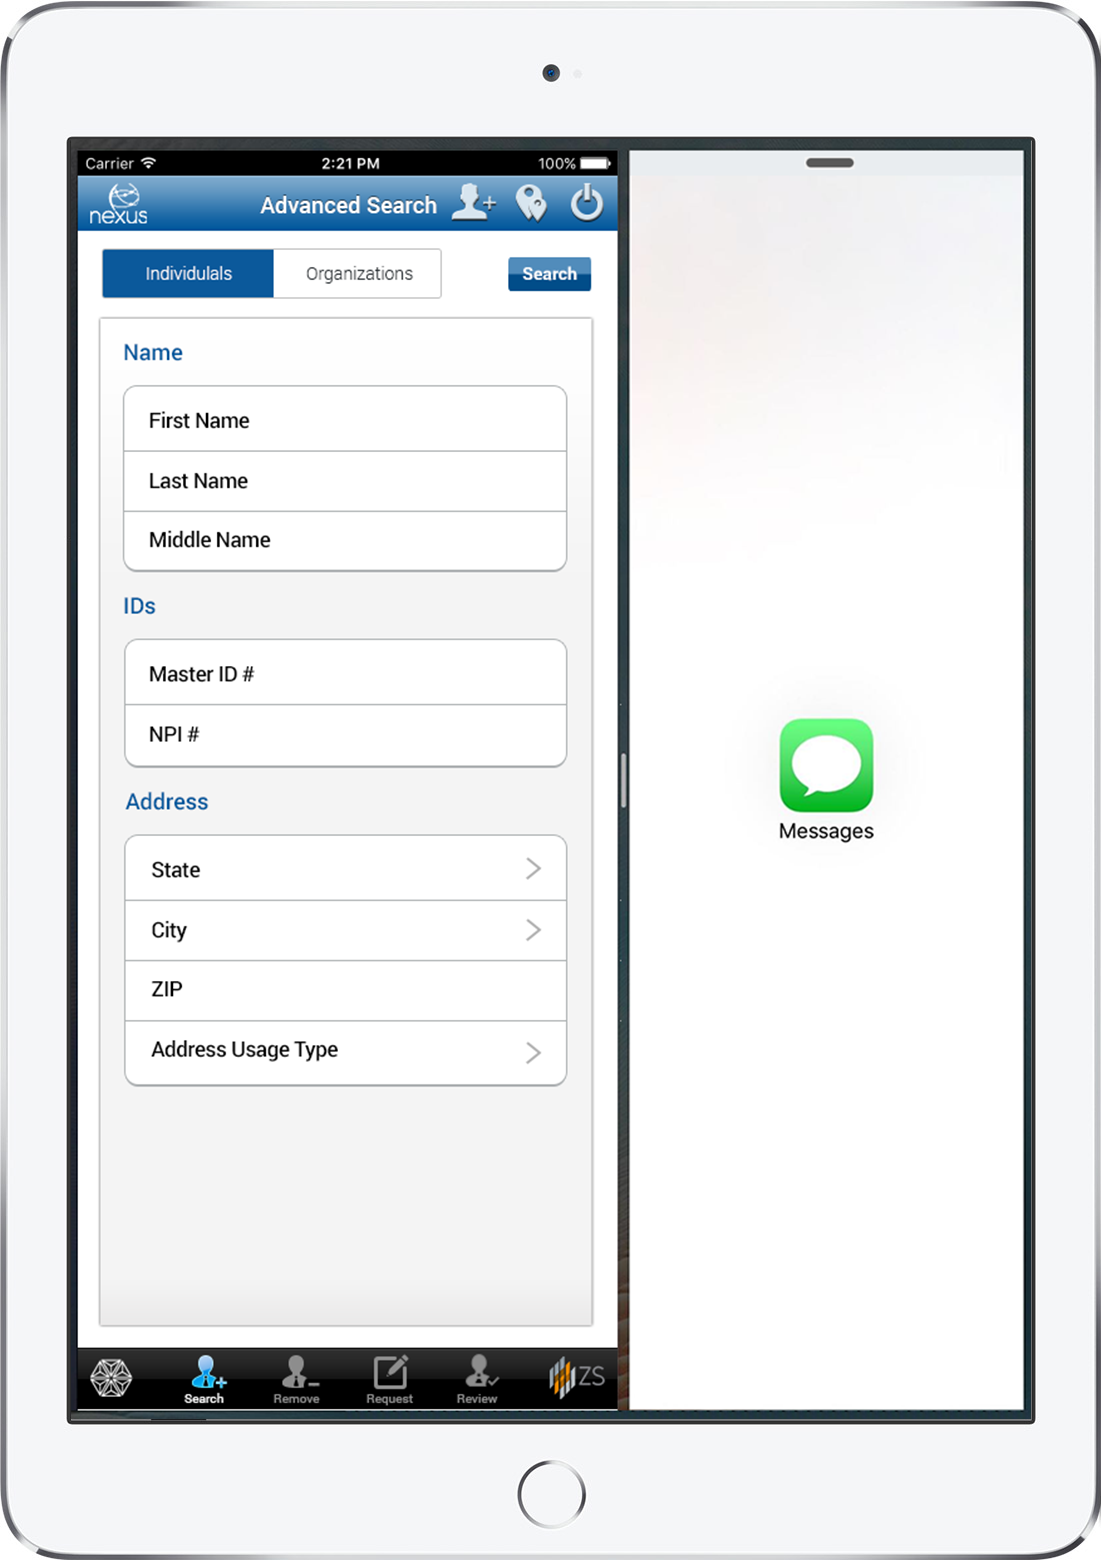 Carrier 2:21 PM 100%
nexus Advanced Search
Individulals Organizations Search
Name
First Name
Last Name
Middle Name
IDs
Master ID #
NPI #
Address
State
City
ZIP
Address Usage Type
Messages
Search Remove Request Review ZS